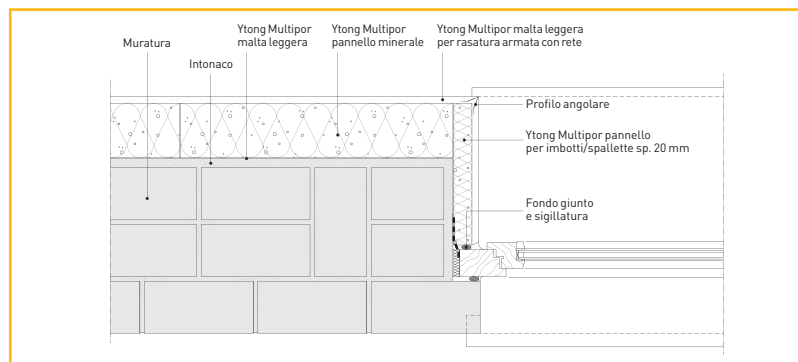 Muratura
Intonaco
Ytong Multipor
malta leggera
Ytong Multipor
pannello minerale
Ytong Multipor malta leggera
per rasatura armata con rete
Profilo angolare
Ytong Multipor pannello
per imbotti/spallette sp. 20 mm
Fondo giunto
e sigillatura